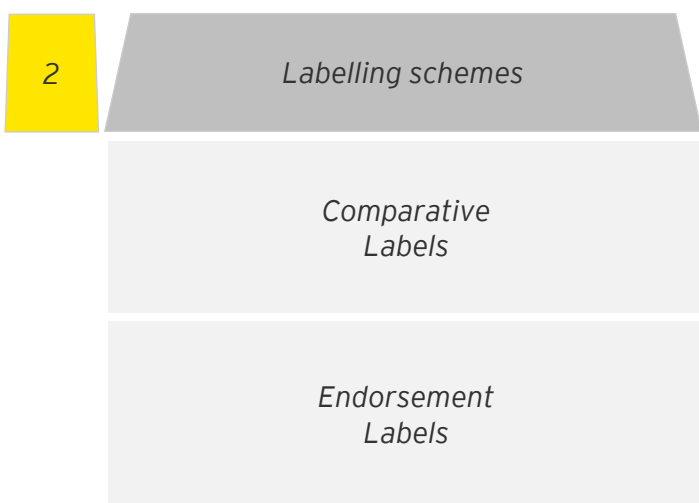 2
Labelling schemes
Comparative
Labels
Endorsement
Labels